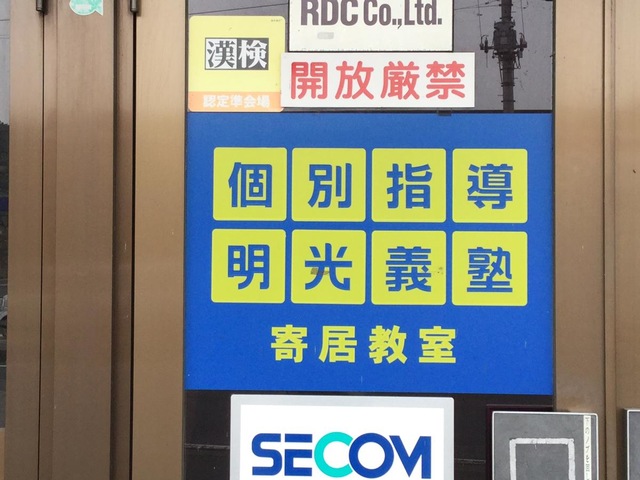 RDC Co.,Ltd.
漢検
認定準会場
開放厳禁
個別指導
明光義塾
寄居教室
SECOM